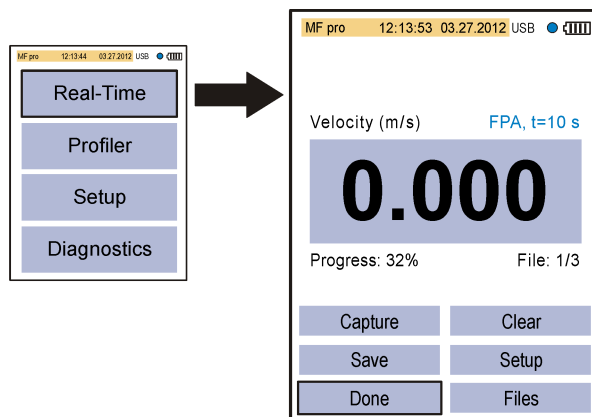 MF pro 12:13:44 03.27.2012 USB
Real-Time
Profiler
Setup
Diagnostics
MF pro 12:13:53 03.27.2012 USB
Velocity (m/s) FPA, t=10 s
0.000
Progress: 32% File: 1/3
Capture Clear
Save Setup
Done Files